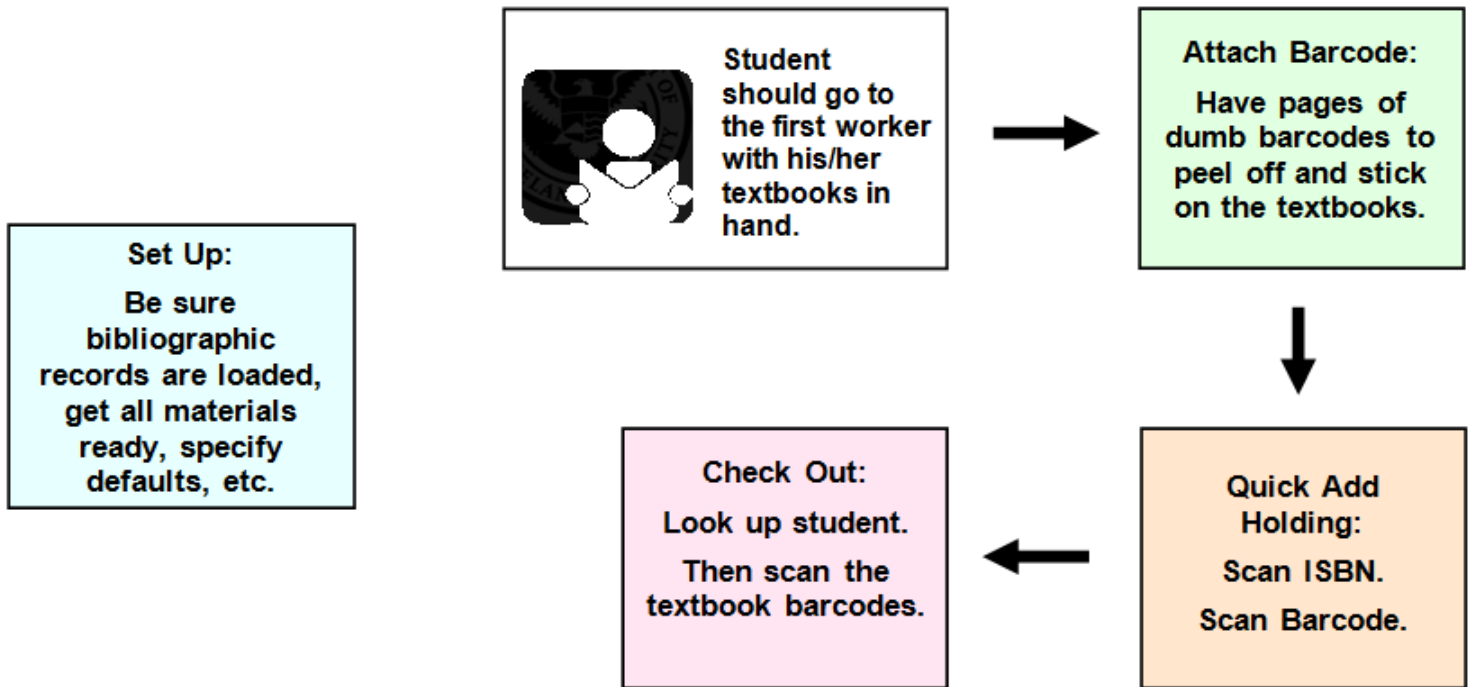 Set Up:
Be sure
bibliographic
records are loaded,
get all materials
ready, specify
defaults, etc.
Student
should go to
the first worker
with his/her
textbooks in
hand.
Attach Barcode:
Have pages of
dumb barcodes to
peel off and stick
on the textbooks.
Quick Add
Holding:
Scan ISBN.
Scan Barcode.
Check Out:
Look up student.
Then scan the
textbook barcodes.